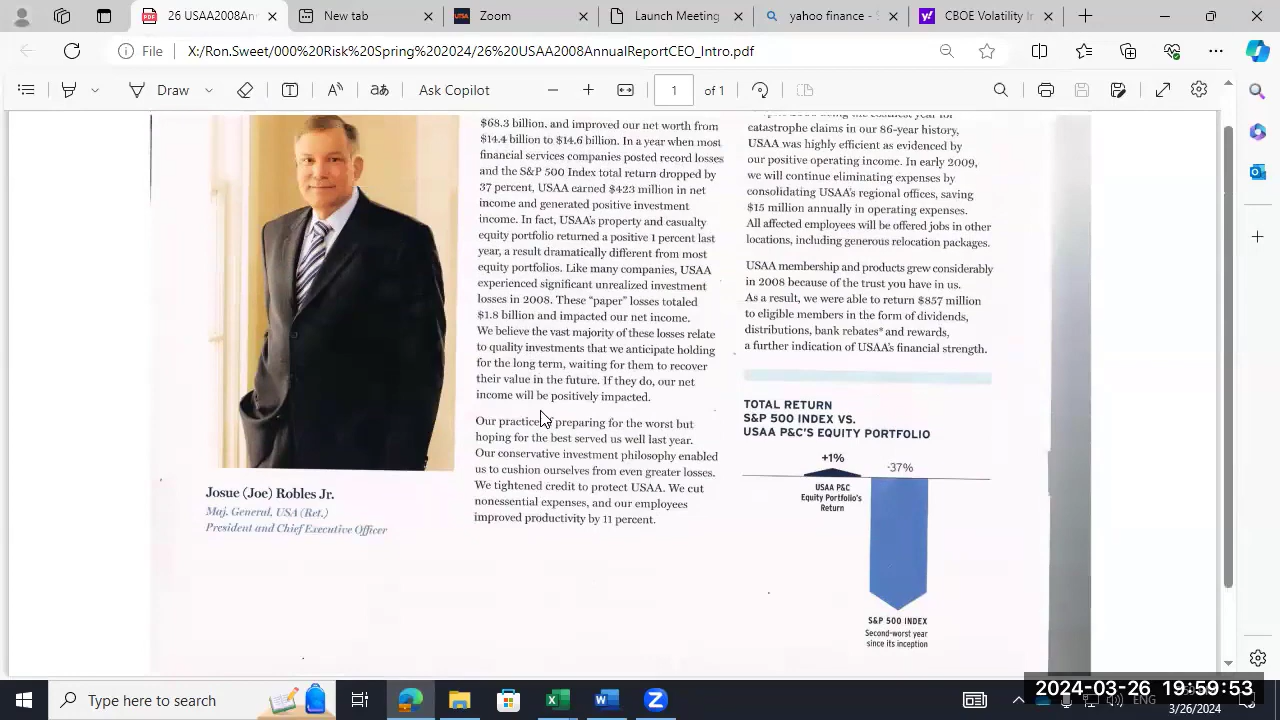 26 USAA2008An
New tab
Zoom
Launch Meeting
yahoo finance - S
CBOE Volatility In
File
X:/Ron.Sweet/000%20Risk%20Spring%202024/26%20USAA2008AnnualReportCEO_Intro.pdf
Draw
Ask Copilot
1
of 1
$68.3 billion, and improved our net worth from
$14.4 billion to $14.6 billion. In a year when most
financial services companies posted record losses
and the S&P 500 Index total return dropped by
37 percent, USAA earned $423 million in net
income and generated positive investment
income. In fact, USAA's property and casualty
equity portfolio returned a positive 1 percent last
year, a result dramatically different from most
equity portfolios. Like many companies, USAA
experienced significant unrealized investment
losses in 2008. These "paper" losses totaled
$1.8 billion and impacted our net income.
We believe the vast majority of these losses relate
to quality investments that we anticipate holding
for the long term, waiting for them to recover
their value in the future. If they do, our net
income will be positively impacted.
Our practice of preparing for the worst but
hoping for the best served us well last year.
Our conservative investment philosophy enabled
us to cushion ourselves from even greater losses.
We tightened credit to protect USAA. We cut
nonessential expenses, and our employees
improved productivity by 11 percent.
catastrophe claims in our 86-year history,
USAA was highly efficient as evidenced by
our positive operating income. In early 2009,
we will continue eliminating expenses by
consolidating USAA's regional offices, saving
$15 million annually in operating expenses.
All affected employees will be offered jobs in other
locations, including generous relocation packages.
USAA membership and products grew considerably
in 2008 because of the trust you have in us.
As a result, we were able to return $857 million
to eligible members in the form of dividends,
distributions, bank rebates* and rewards,
a further indication of USAA's financial strength.
TOTAL RETURN
S&P 500 INDEX VS.
USAA P&C'S EQUITY PORTFOLIO
+1%
-37%
USAA P&C
Equity Portfolio's
Return
S&P 500 INDEX
Second-worst year
since its inception
Josue (Joe) Robles Jr.
Maj. General, USA (Ret.)
President and Chief Executive Officer
Type here to search
ENG
2024-03-26 19:59:53
3/26/2024